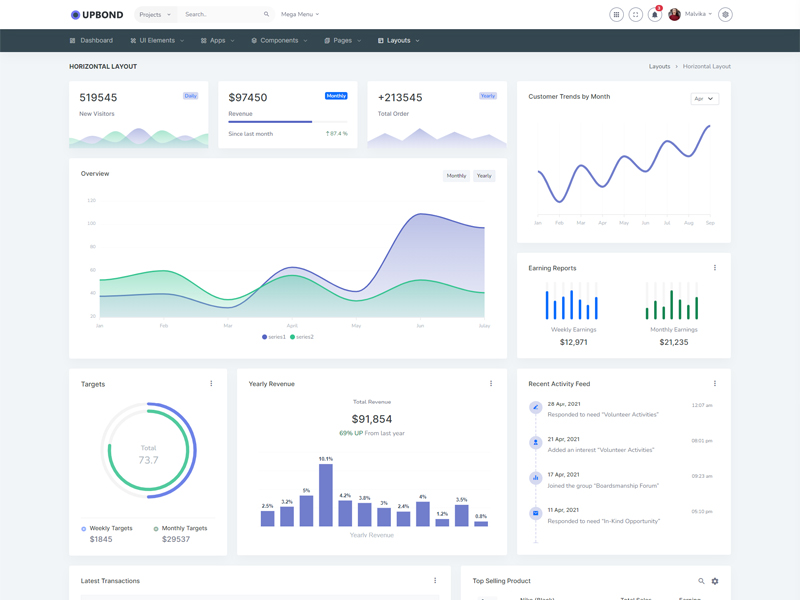 UPBOND
Projects
Search..
Mega Menu
3
Malvika
Dashboard
UI Elements
Apps
Components
Pages
Layouts
HORIZONTAL LAYOUT
Layouts > Horizontal Layout
519545
Daily
New Visitors
$97450
Monthly
Revenue
Since last month
↑ 87.4 %
+213545
Yearly
Total Order
Customer Trends by Month
Apr
Jan Feb Mar Apr May Jun Jul Aug Sep
Overview
Monthly
Yearly
120
100
80
60
40
20
Jan Feb Mar April May Jun July
series1 series2
Earning Reports
Weekly Earnings
$12,971
Monthly Earnings
$21,235
Targets
Total
73.7
Weekly Targets
$1845
Monthly Targets
$29537
Yearly Revenue
Total Revenue
$91,854
69% UP From last year
2.5% 3.2% 5% 10.1% 4.2% 3.8% 3% 2.4% 4% 1.2% 3.5% 0.8%
Yearly Revenue
Recent Activity Feed
28 Apr, 2021
12:07 am
Responded to need "Volunteer Activities"
21 Apr, 2021
08:01 pm
Added an interest "Volunteer Activities"
17 Apr, 2021
09:23 am
Joined the group "Boardsmanship Forum"
11 Apr, 2021
05:10 pm
Responded to need "In-Kind Opportunity"
Latest Transactions
Top Selling Product